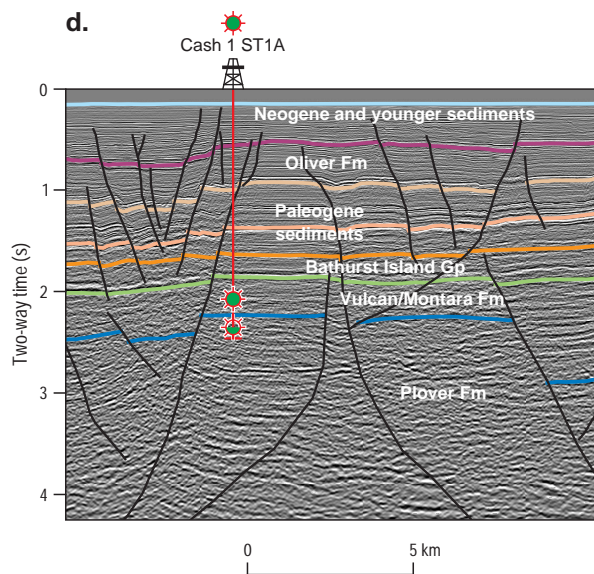 d.
Cash 1 ST1A
0
Neogene and younger sediments
Oliver Fm
1
Paleogene
sediments
Bathurst Island Gp
2
Vulcan/Montara Fm
Two-way time (s)
3
Plover Fm
4
0
5 km